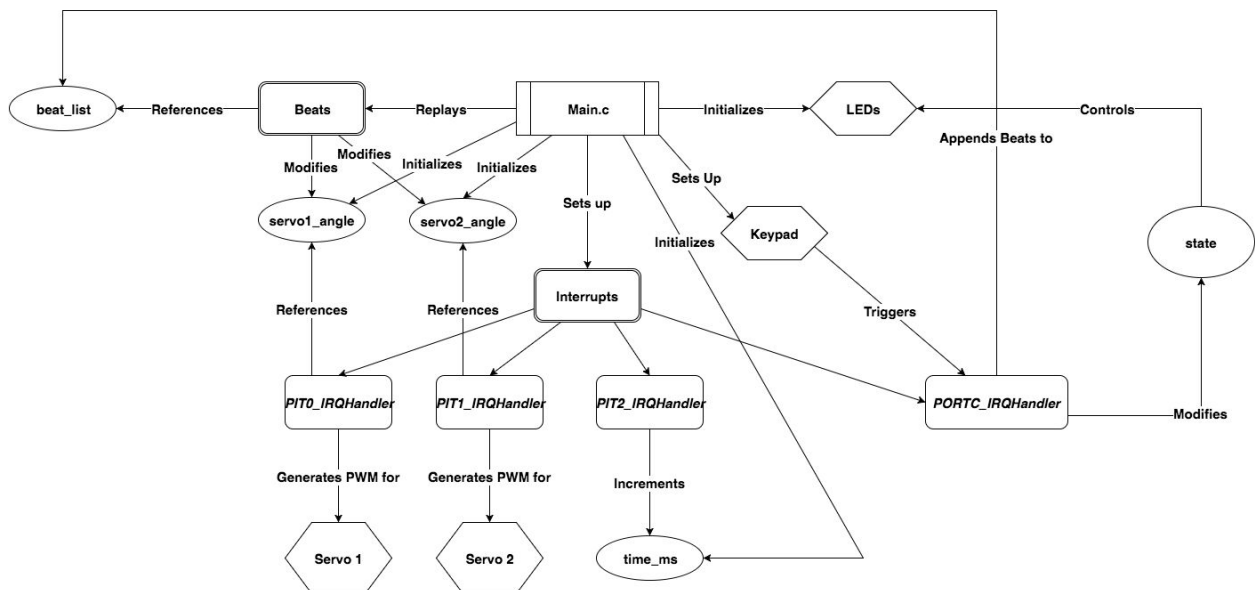 beat_list
References
Beats
Replays
Main.c
Initializes
LEDs
Controls
Appends Beats to
Modifies
Modifies
Initializes
Initializes
Sets Up
Sets up
servo1_angle
servo2_angle
Initializes
Keypad
state
Interrupts
References
References
Triggers
PIT0_IRQHandler
PIT1_IRQHandler
PIT2_IRQHandler
PORTC_IRQHandler
Modifies
Generates PWM for
Generates PWM for
Increments
Servo 1
Servo 2
time_ms